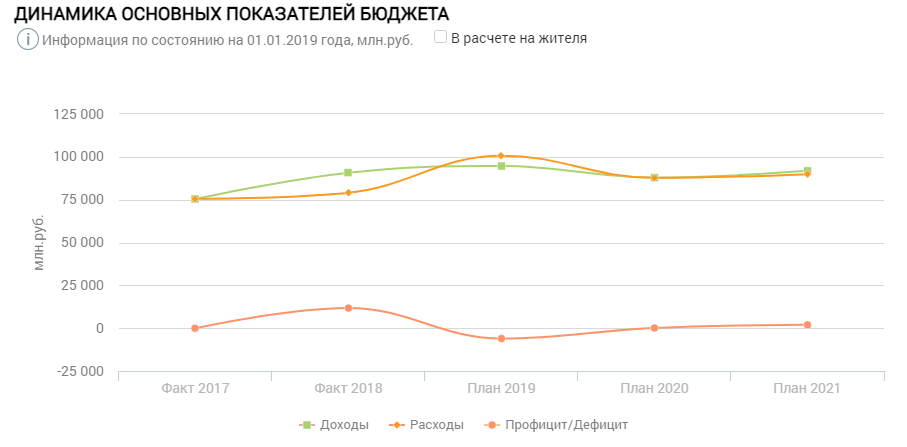 ДИНАМИКА ОСНОВНЫХ ПОКАЗАТЕЛЕЙ БЮДЖЕТА
i Информация по состоянию на 01.01.2019 года, млн.руб. В расчете на жителя
125 000
100 000
75 000
50 000
25 000
0
-25 000
млн.руб.
Факт 2017 Факт 2018 План 2019 План 2020 План 2021
Доходы Расходы Профицит/Дефицит